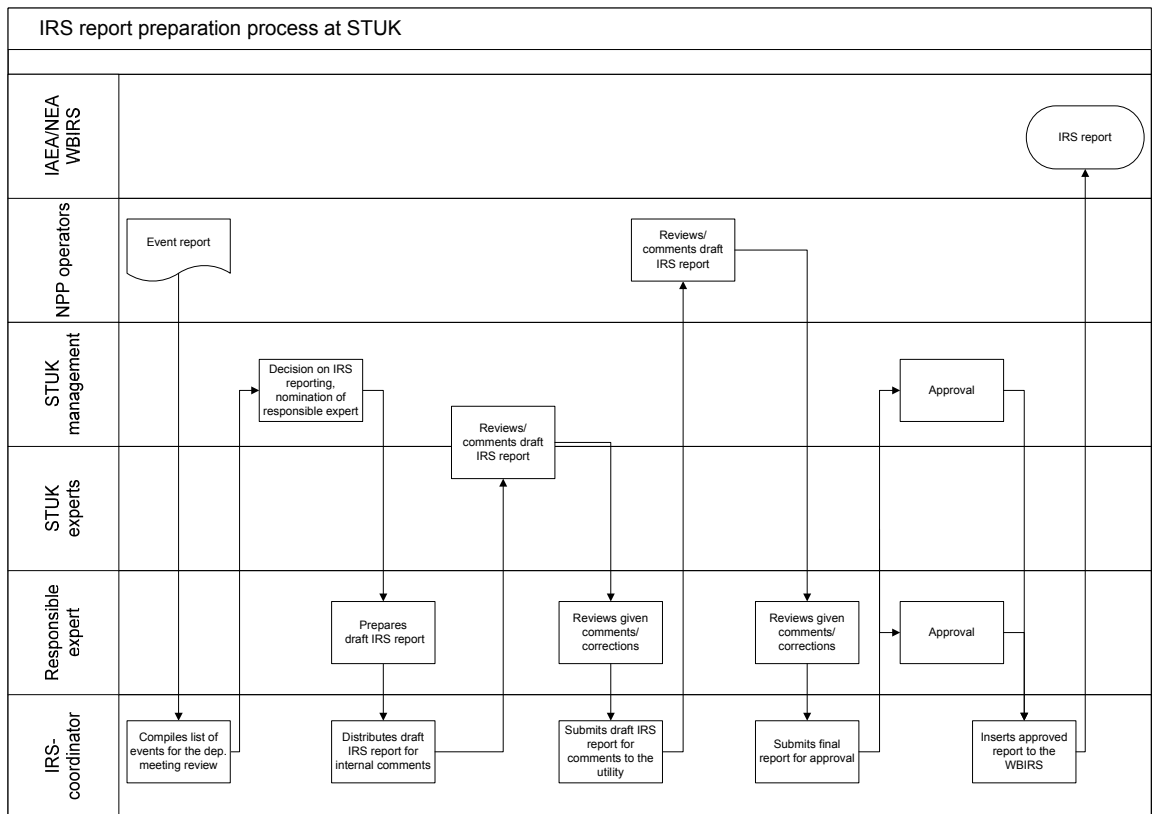 IRS report preparation process at STUK
IAEA/NEA
WBIRS
IRS report
NPP operators
Event report
Reviews/
comments draft
IRS report
STUK
management
Decision on IRS
reporting,
nomination of
responsible expert
Approval
Reviews/
comments draft
IRS report
STUK
experts
Responsible
expert
Prepares
draft IRS report
Reviews given
comments/
corrections
Reviews given
comments/
corrections
Approval
IRS-
coordinator
Compiles list of
events for the dep.
meeting review
Distributes draft
IRS report for
internal comments
Submits draft IRS
report for
comments to the
utility
Submits final
report for approval
Inserts approved
report to the
WBIRS